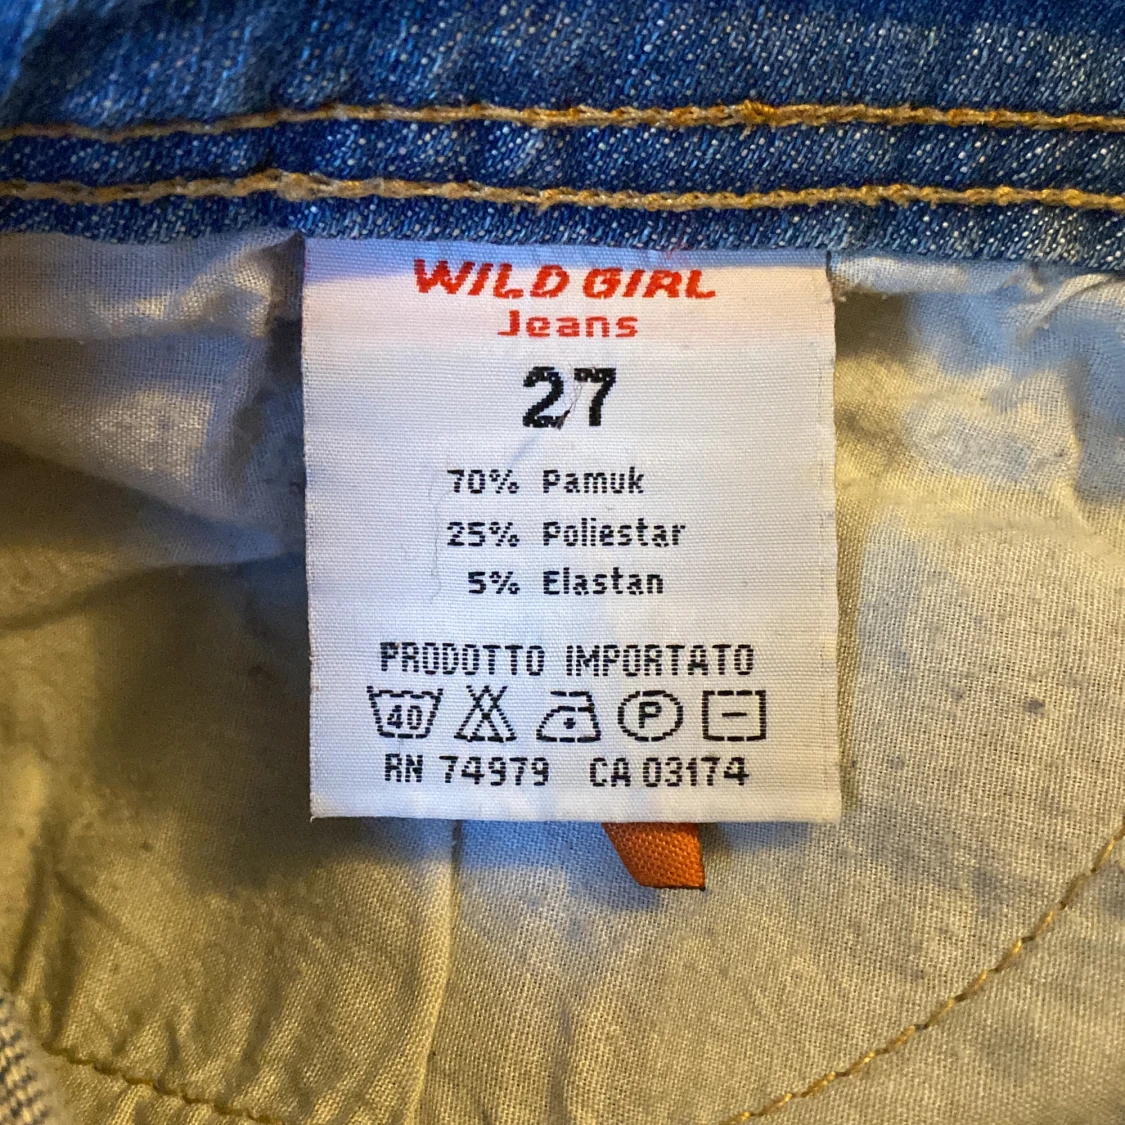 WILD GIRL
Jeans
27
70% Pamuk
25% Poliestar
5% Elastan
PRODOTTO IMPORTATO
40 P
RN 74979 CA 03174